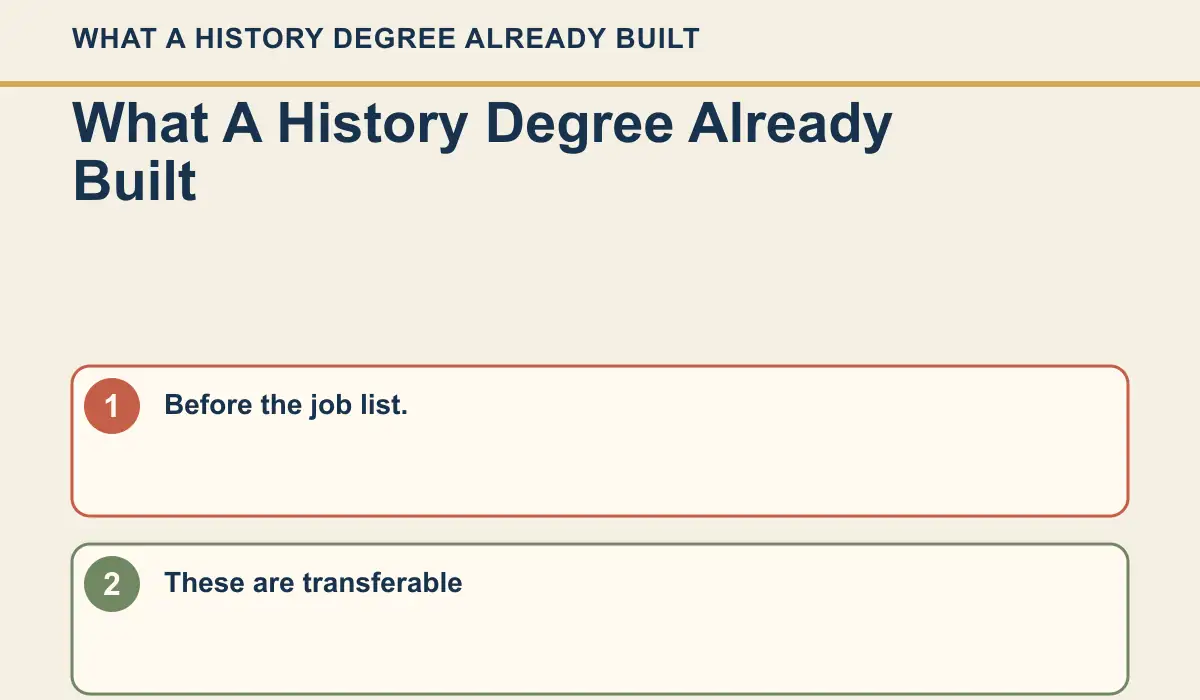 WHAT A HISTORY DEGREE ALREADY BUILT
What A History Degree Already
Built
1
Before the job list.
2
These are transferable